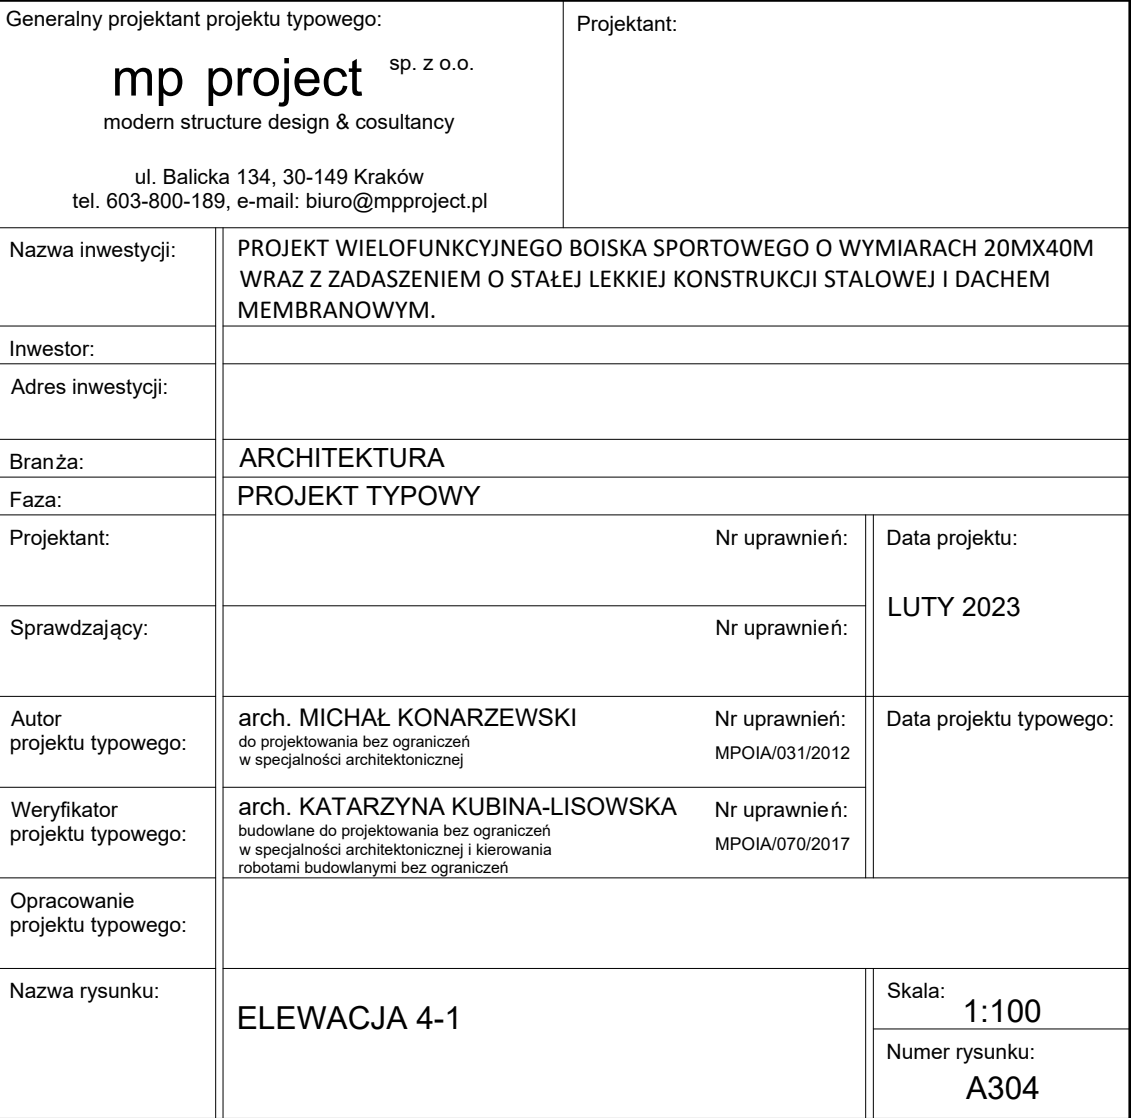 Generalny projektant projektu typowego:
mp project sp. z o.o.
modern structure design & cosultancy
ul. Balicka 134, 30-149 Kraków
tel. 603-800-189, e-mail: biuro@mpproject.pl
Projektant:
Nazwa inwestycji:
PROJEKT WIELOFUNKCYJNEGO BOISKA SPORTOWEGO O WYMIARACH 20MX40M
WRAZ Z ZADASZENIEM O STAŁEJ LEKKIEJ KONSTRUKCJI STALOWEJ I DACHEM
MEMBRANOWYM.
Inwestor:
Adres inwestycji:
Branża:
ARCHITEKTURA
Faza:
PROJEKT TYPOWY
Projektant:
Nr uprawnień:
Data projektu:
LUTY 2023
Sprawdzający:
Nr uprawnień:
Autor
projektu typowego:
arch. MICHAŁ KONARZEWSKI
do projektowania bez ograniczeń
w specjalności architektonicznej
Nr uprawnień:
MPOIA/031/2012
Data projektu typowego:
Weryfikator
projektu typowego:
arch. KATARZYNA KUBINA-LISOWSKA
budowlane do projektowania bez ograniczeń
w specjalności architektonicznej i kierowania
robotami budowlanymi bez ograniczeń
Nr uprawnień:
MPOIA/070/2017
Opracowanie
projektu typowego:
Nazwa rysunku:
ELEWACJA 4-1
Skala:
1:100
Numer rysunku:
A304